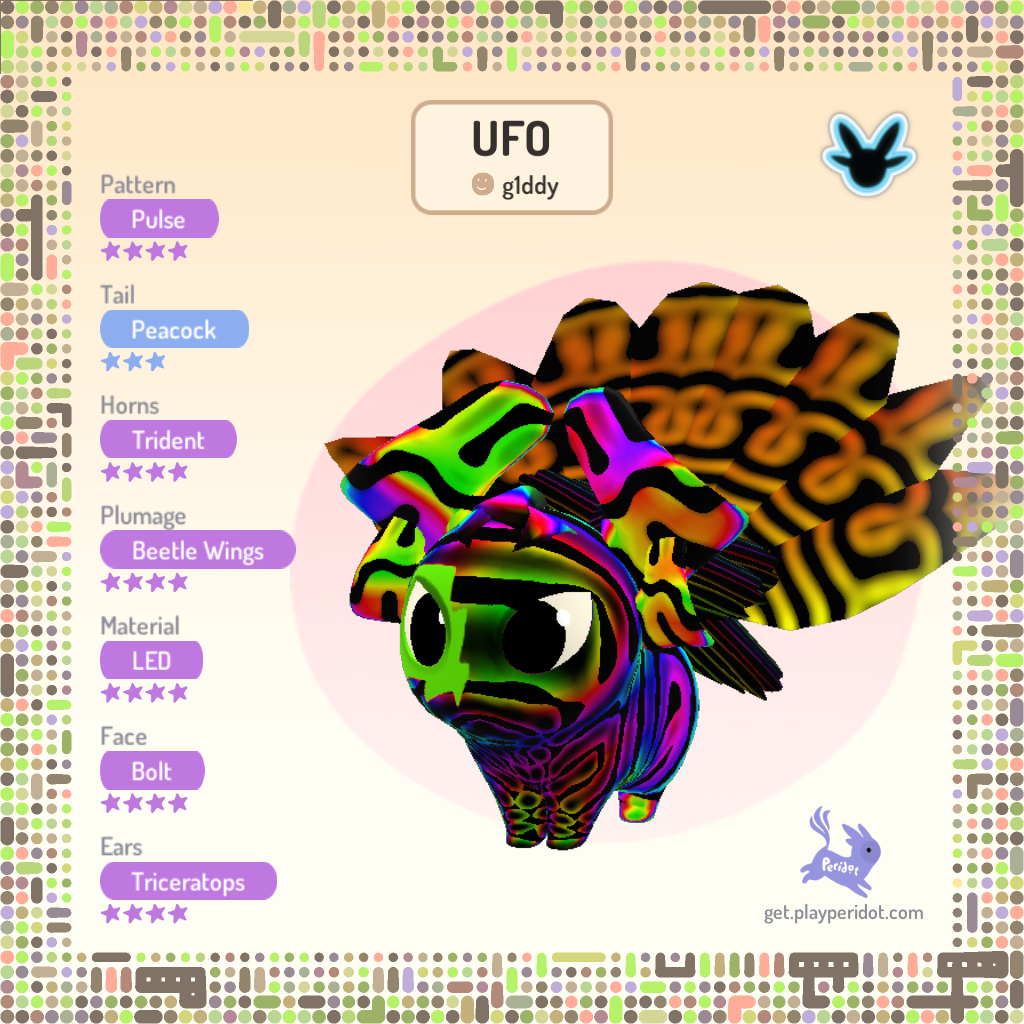 UFO
g1ddy
Pattern
Pulse
Tail
Peacock
Horns
Trident
Plumage
Beetle Wings
Material
LED
Face
Bolt
Ears
Triceratops
Peridot
get.playperidot.com